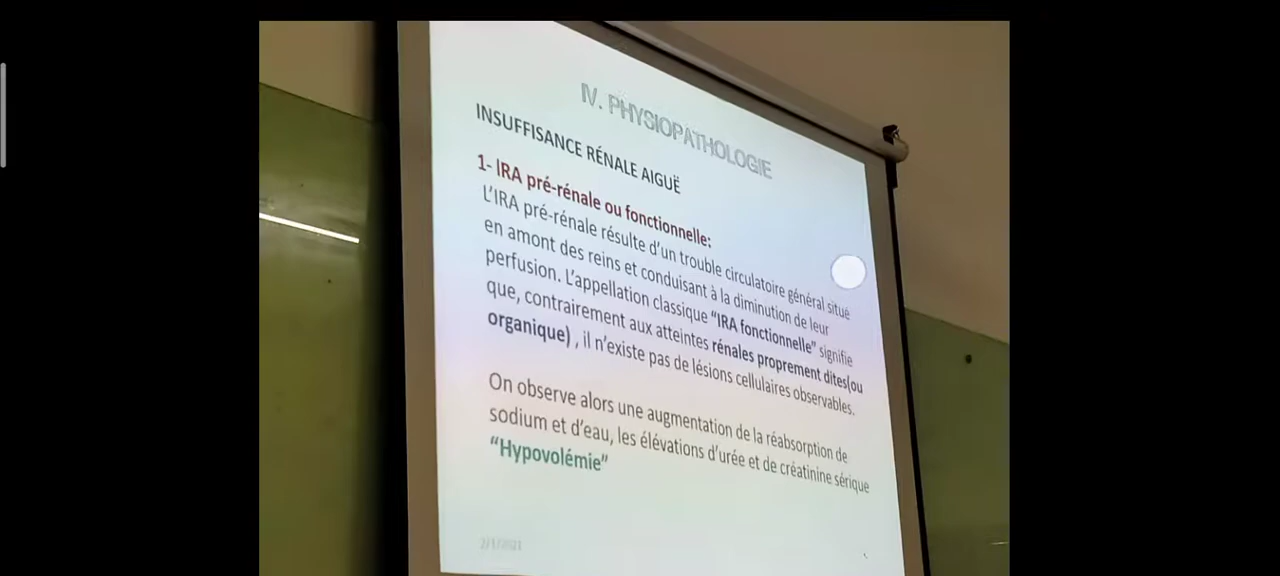 IV. PHYSIOPATHOLOGIE
INSUFFISANCE RÉNALE AIGUË
1- IRA pré-rénale ou fonctionnelle:
L'IRA pré-rénale résulte d'un trouble circulatoire général situé
en amont des reins et conduisant à la diminution de leur
perfusion. L'appellation classique "IRA fonctionnelle" signifie
que, contrairement aux atteintes rénales proprement dites(ou
organique) , il n'existe pas de lésions cellulaires observables.
On observe alors une augmentation de la réabsorption de
sodium et d'eau, les élévations d'urée et de créatinine sérique
"Hypovolémie"
2/1/2021